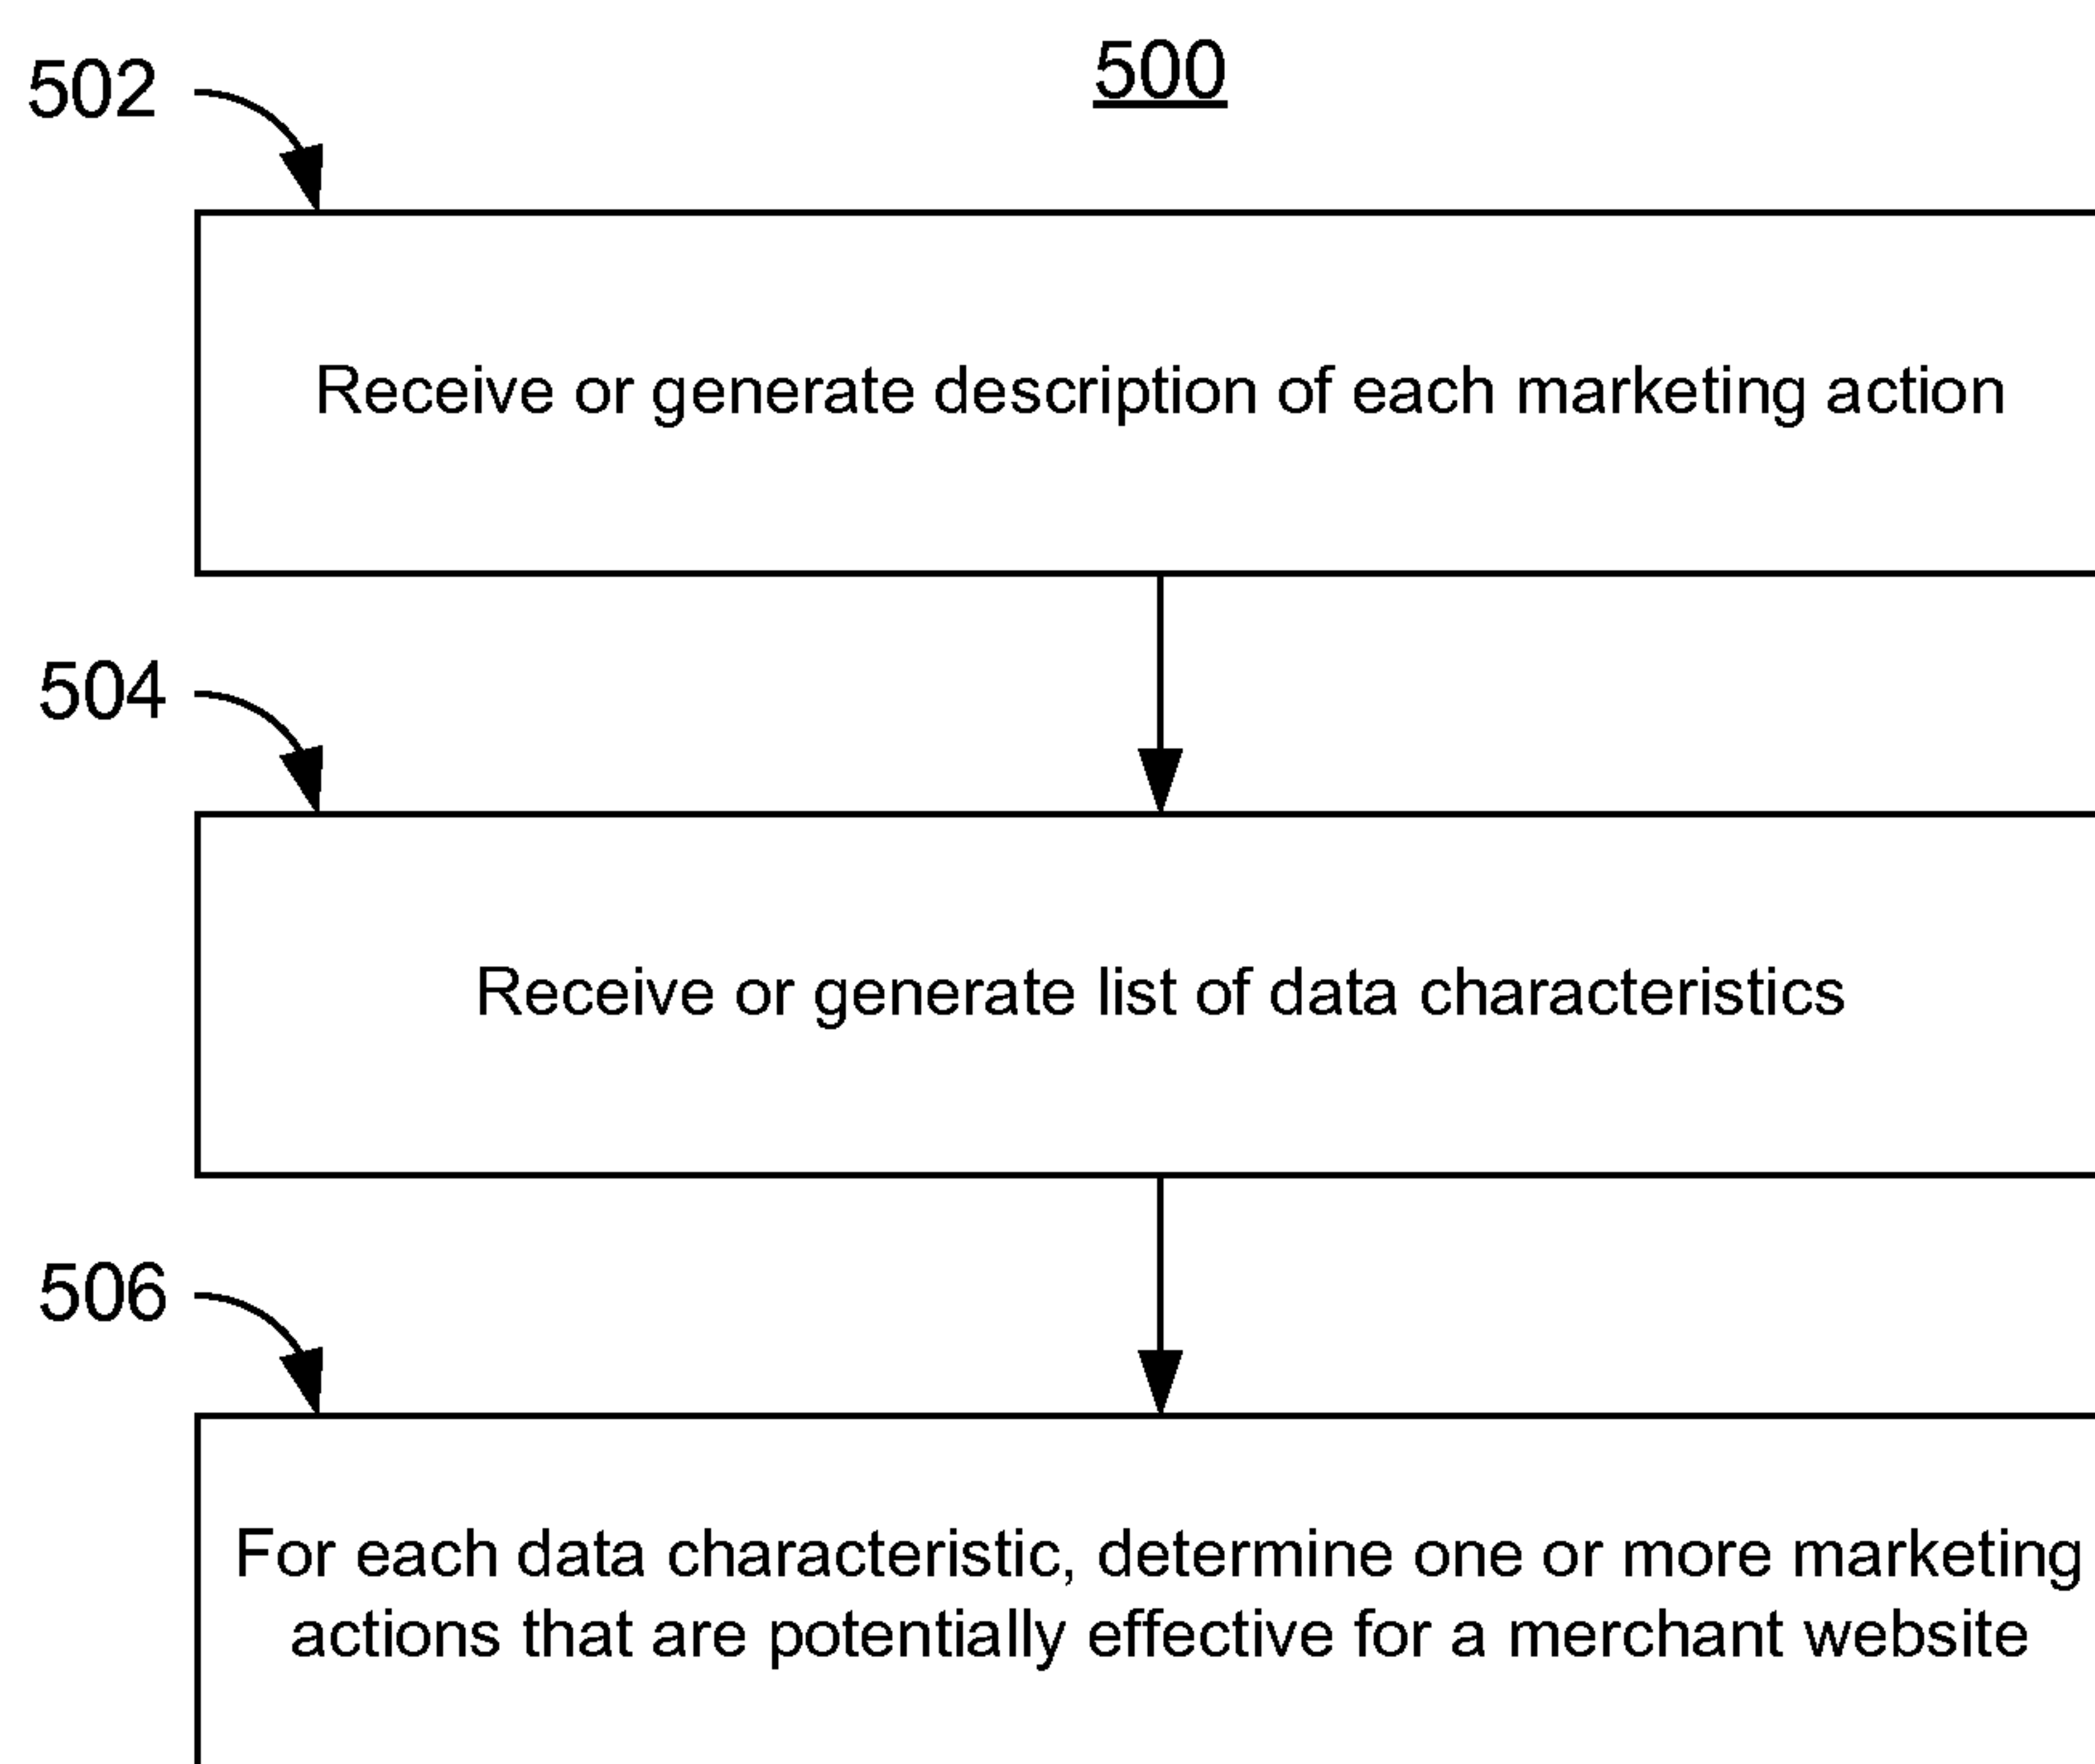 500
502
Receive or generate description of each marketing action
504
Receive or generate list of data characteristics
506
For each data characteristic, determine one or more marketing
actions that are potentially effective for a merchant website